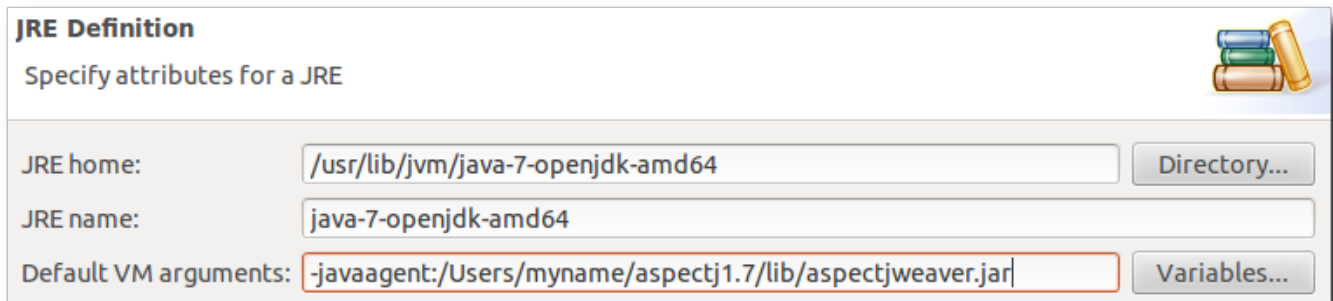 JRE Definition
Specify attributes for a JRE
JRE home: /usr/lib/jvm/java-7-openjdk-amd64 Directory...
JRE name: java-7-openjdk-amd64
Default VM arguments: -javaagent:/Users/myname/aspectj1.7/lib/aspectjweaver.jar Variables...